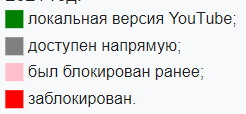 локальная версия YouTube;
доступен напрямую;
был блокирован ранее;
заблокирован.